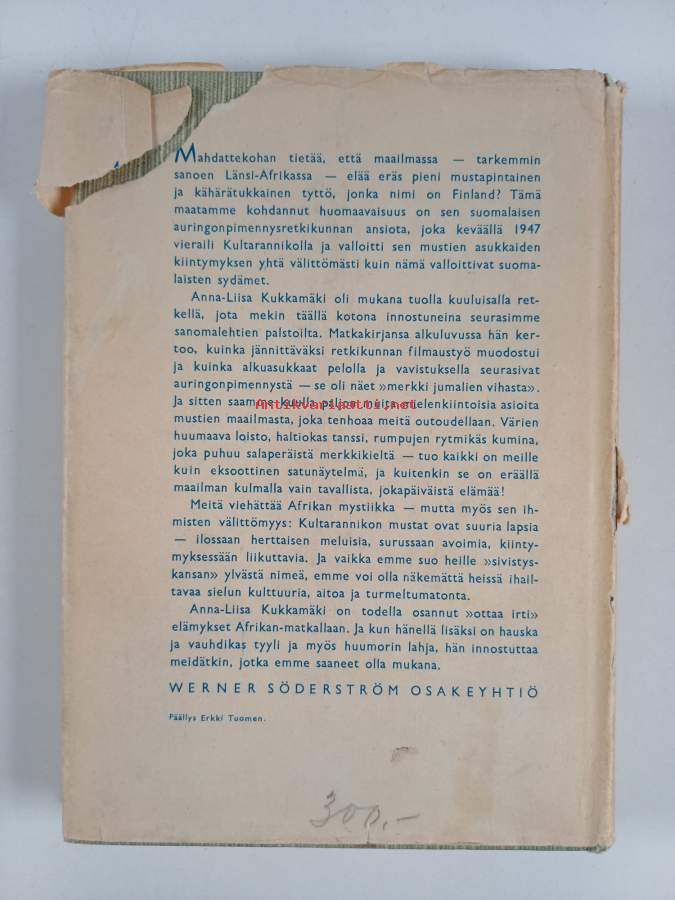 Mahdattekohan tietää, että maailmassa — tarkemmin
sanoen Länsi-Afrikassa — elää eräs pieni mustapintainen
ja kähärätukkainen tyttö, jonka nimi on Finland? Tämä
maatamme kohdannut huomaavaisuus on sen suomalaisen
auringonpimennysretkikunnan ansiota, joka keväällä 1947
vieraili Kultarannikolla ja valloitti sen mustien asukkaiden
kiintymyksen yhtä välittömästi kuin nämä valloittivat suoma-
laisten sydämet.
Anna-Liisa Kukkamäki oli mukana tuolla kuuluisalla ret-
kellä, jota mekin täällä kotona innostuneina seurasimme
sanomalehtien palstoilta. Matkakirjansa alkuluvussa hän ker-
too, kuinka jännittäväksi retkikunnan filmaustyö muodostui
ja kuinka alkuasukkaat pelolla ja vavistuksella seurasivat
auringonpimennystä — se oli näet »merkki jumalien vihasta».
Ja sitten saamme kuulla paljon muita mielenkiintoisia asioita
Antikvariaatti.net
mustien maailmasta, joka tenhoaa meitä outoudellaan. Värien
huumaava loisto, haltiokas tanssi, rumpujen rytmikäs kumina,
joka puhuu salaperäistä merkkikieltä — tuo kaikki on meille
kuin eksoottinen satunäytelmä, ja kuitenkin se on eräällä
maailman kulmalla vain tavallista, jokapäiväistä elämää!
Meitä viehättää Afrikan mystiikka — mutta myös sen ih-
misten välittömyys: Kultarannikon mustat ovat suuria lapsia
— ilossaan herttaisen meluisia, surussaan avoimia, kiinty-
myksessään liikuttavia. Ja vaikka emme suo heille »sivistys-
kansan» ylvästä nimeä, emme voi olla näkemättä heissä ihail-
tavaa sielun kulttuuria, aitoa ja turmeltumatonta.
Anna-Liisa Kukkamäki on todella osannut »ottaa irti»
elämykset Afrikan-matkallaan. Ja kun hänellä lisäksi on hauska
ja vauhdikas tyyli ja myös huumorin lahja, hän innostuttaa
meidätkin, jotka emme saaneet olla mukana.
WERNER SÖDERSTRÖM OSAKEYHTIÖ
Päällys Erkki Tuomen.
300,-